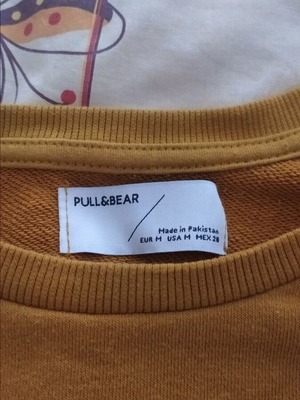 PULL&BEAR
Made in Pakistan
EUR M USA M MEX 28